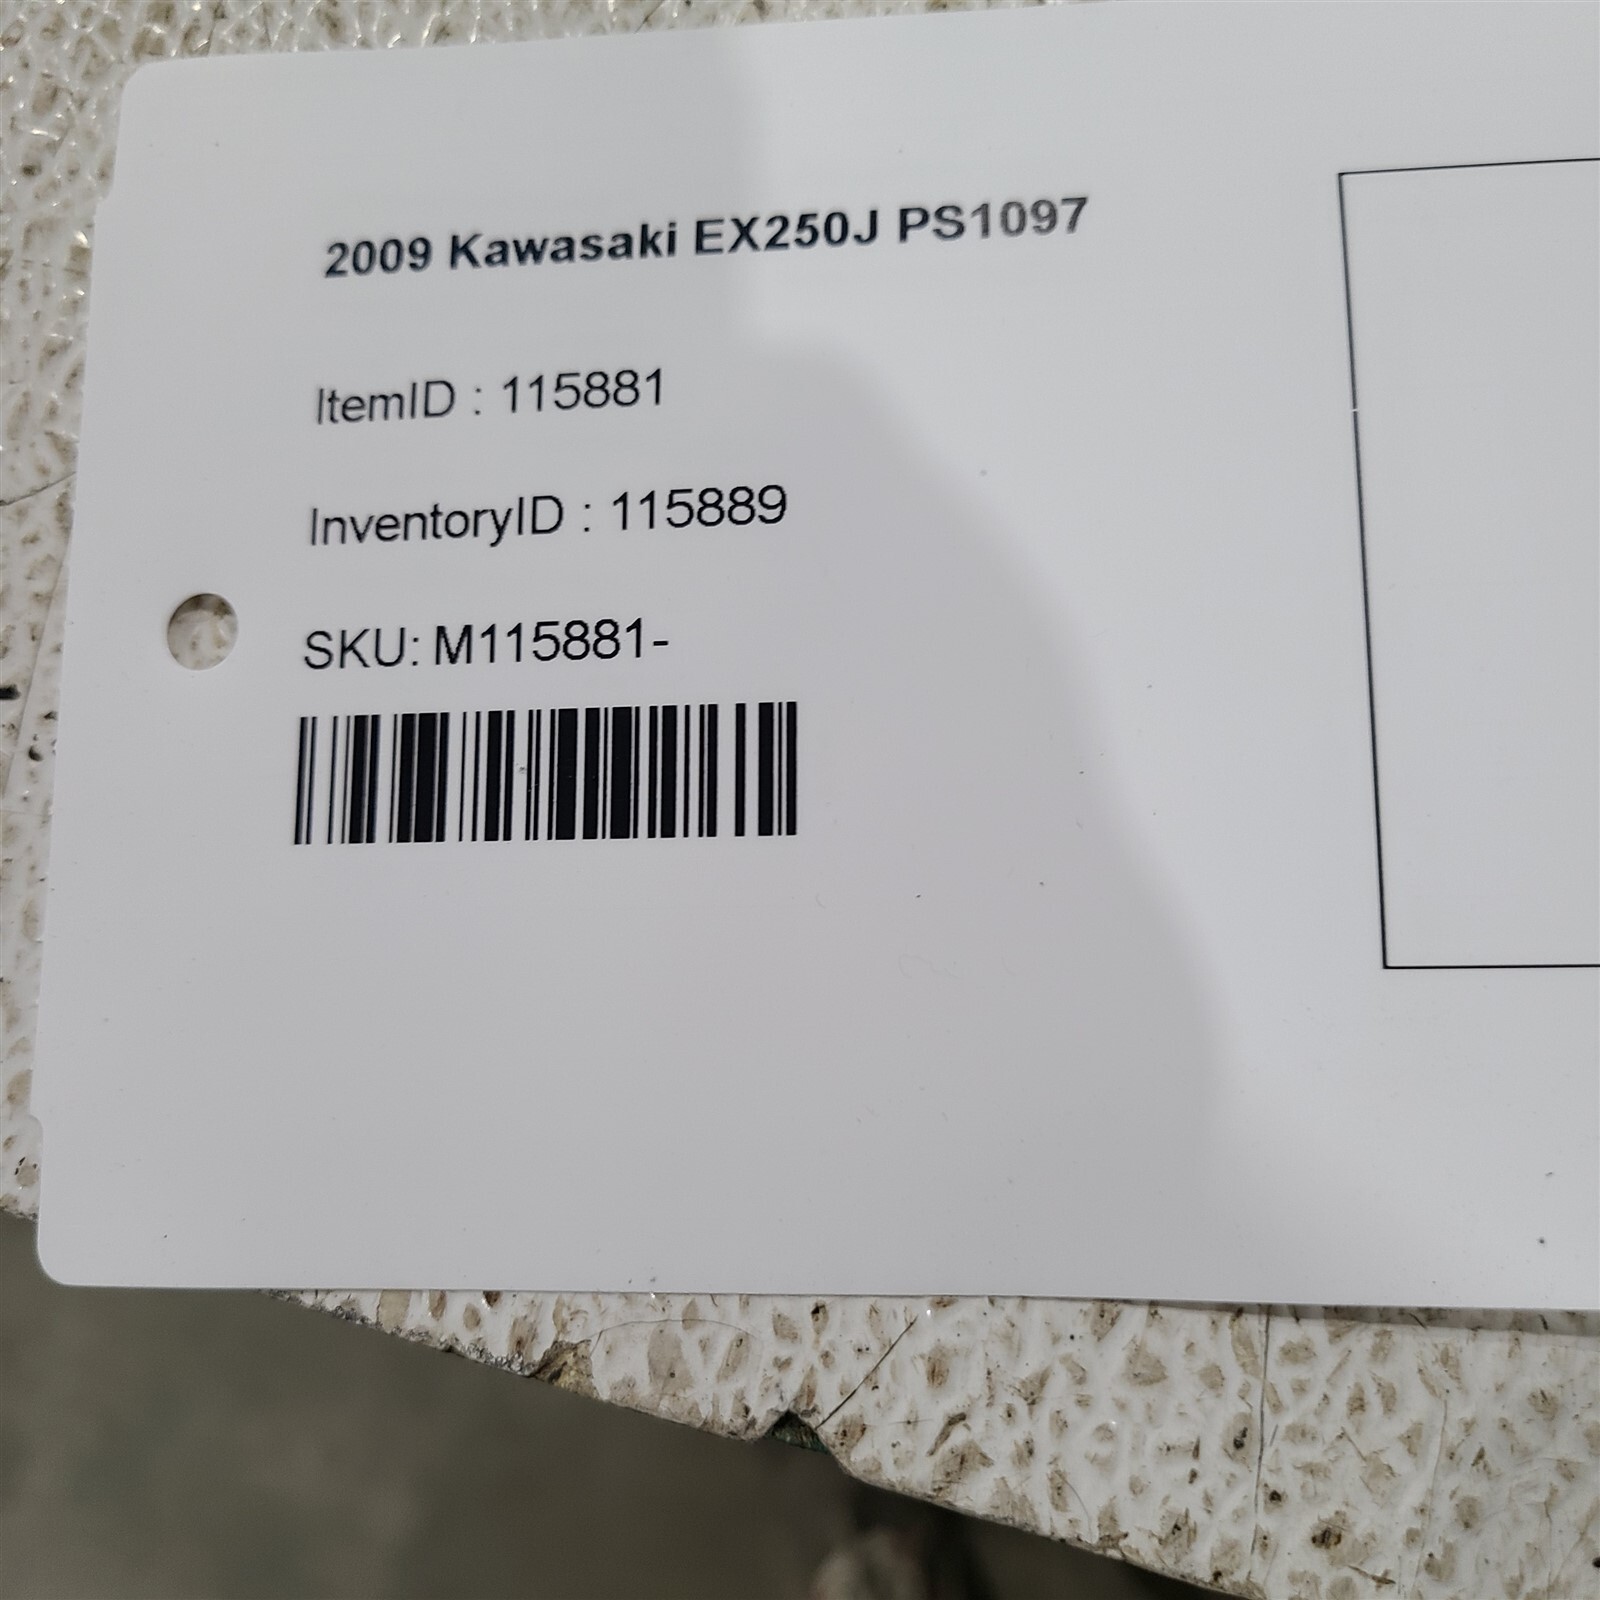 2009 Kawasaki EX250J PS1097
ItemID : 115881
InventoryID : 115889
SKU: M115881-